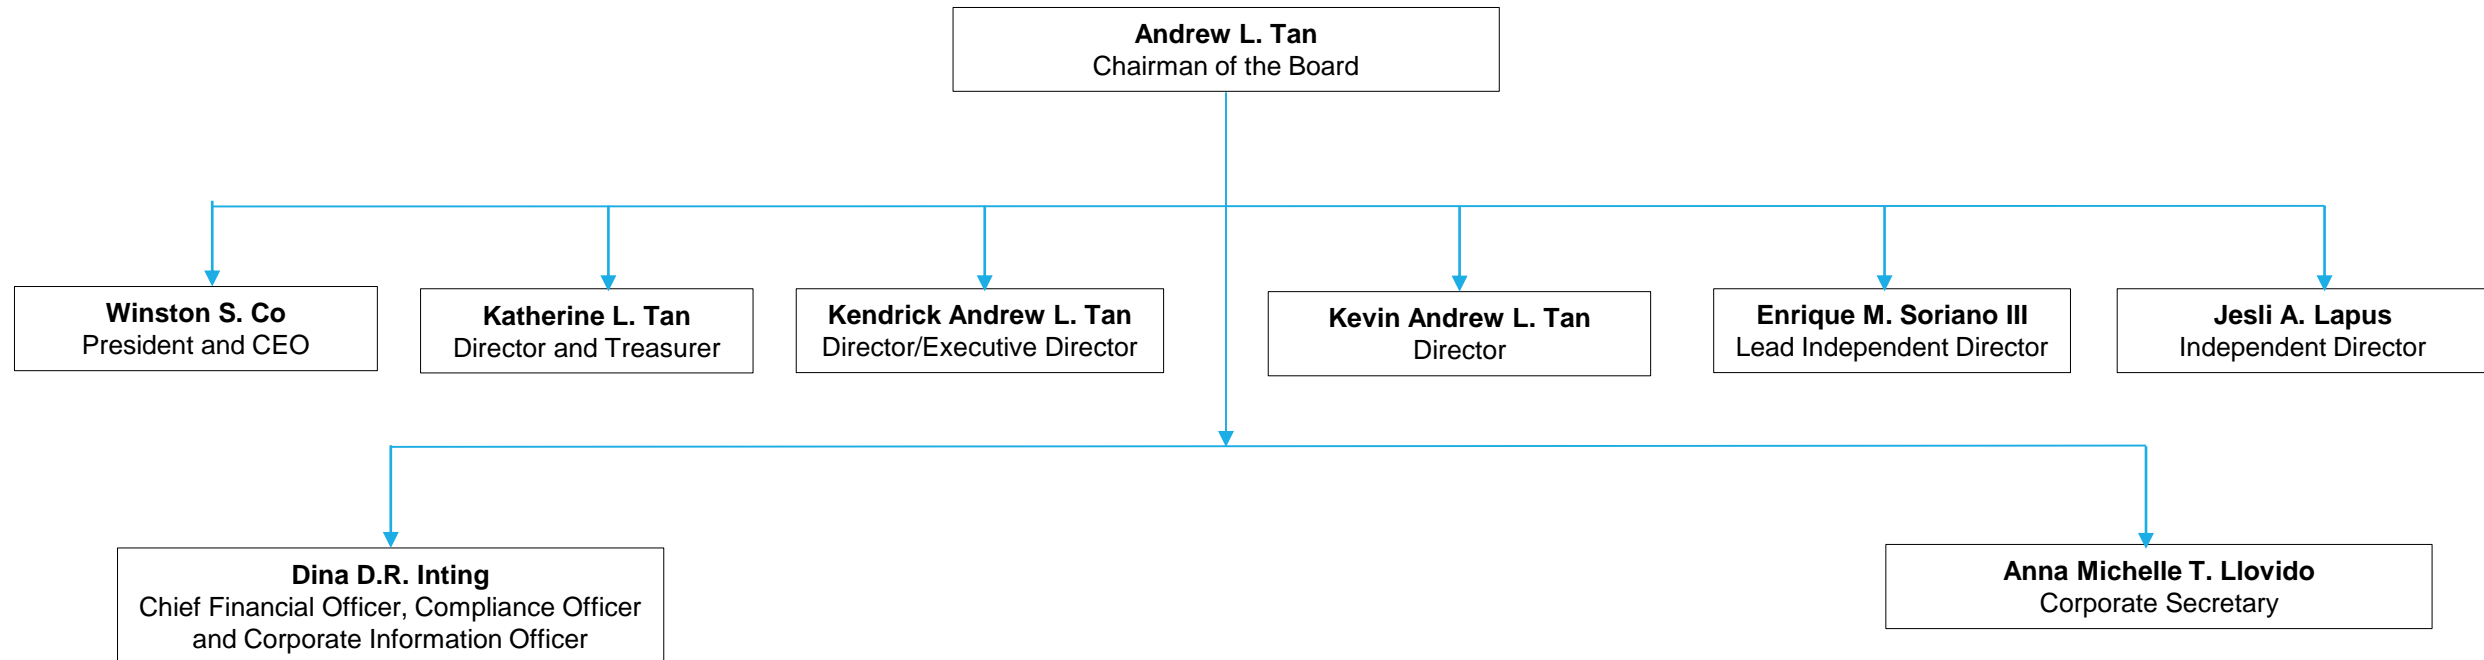 Andrew L. Tan
Chairman of the Board
Winston S. Co
President and CEO
Katherine L. Tan
Director and Treasurer
Kendrick Andrew L. Tan
Director/Executive Director
Kevin Andrew L. Tan
Director
Enrique M. Soriano III
Lead Independent Director
Jesli A. Lapus
Independent Director
Dina D.R. Inting
Chief Financial Officer, Compliance Officer
and Corporate Information Officer
Anna Michelle T. Llovido
Corporate Secretary